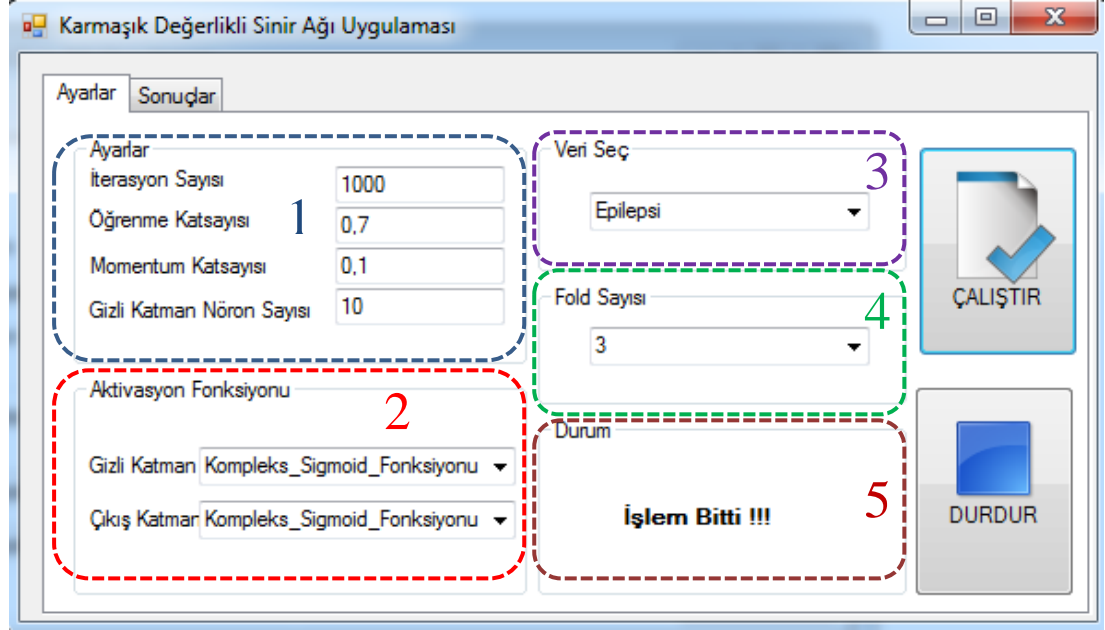 Karmaşık Değerlikli Sinir Ağı Uygulaması
Ayarlar Sonuçlar
Ayarlar
İterasyon Sayısı 1000
Öğrenme Katsayısı 0,7
Momentum Katsayısı 0,1
Gizli Katman Nöron Sayısı 10
1
Aktivasyon Fonksiyonu
2
Gizli Katman Kompleks_Sigmoid_Fonksiyonu
Çıkış Katman Kompleks_Sigmoid_Fonksiyonu
Veri Seç
3
Epilepsi
Fold Sayısı
4
3
Durum
5
İşlem Bitti !!!
ÇALIŞTIR
DURDUR